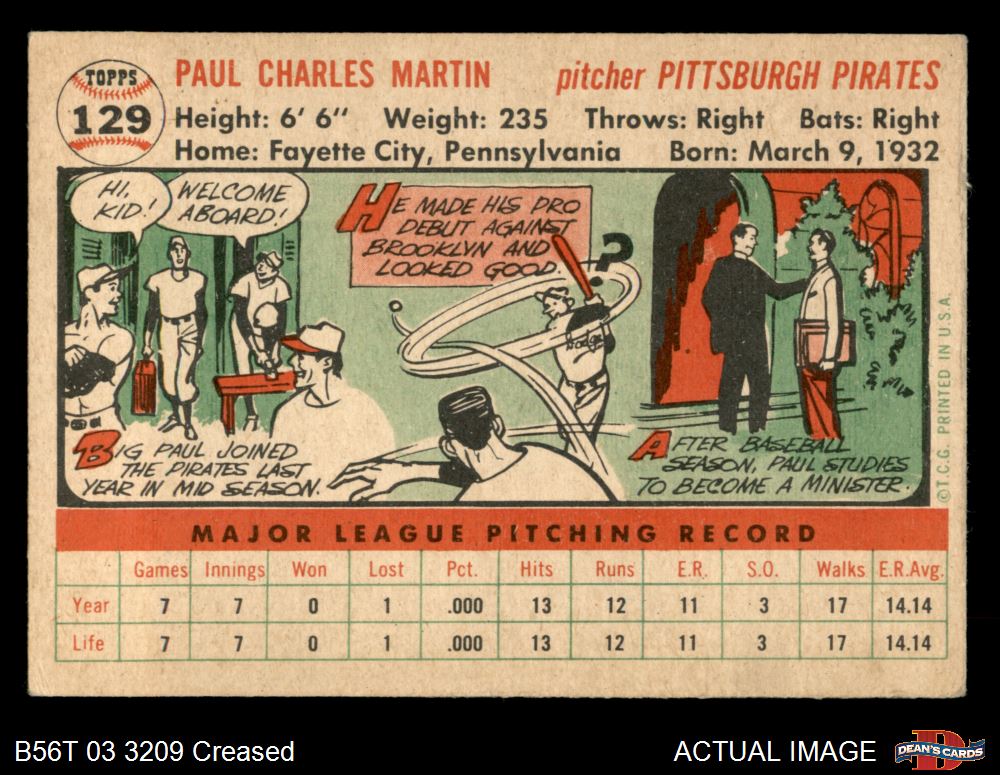 TOPPS
129
PAUL CHARLES MARTIN pitcher PITTSBURGH PIRATES
Height: 6' 6" Weight: 235 Throws: Right Bats: Right
Home: Fayette City, Pennsylvania Born: March 9, 1932
HI,
KID!
WELCOME
ABOARD!
BIG PAUL JOINED
THE PIRATES LAST
YEAR IN MID SEASON.
HE MADE HIS PRO
DEBUT AGAINST
BROOKLYN AND
LOOKED GOOD.
?
Dodgers
AFTER BASEBALL
SEASON, PAUL STUDIES
TO BECOME A MINISTER.
©T.C.G. PRINTED IN U.S.A.
MAJOR LEAGUE PITCHING RECORD
Games Innings Won Lost Pct. Hits Runs E.R. S.O. Walks E.R.Avg.
Year 7 7 0 1 .000 13 12 11 3 17 14.14
Life 7 7 0 1 .000 13 12 11 3 17 14.14
B56T 03 3209 Creased
ACTUAL IMAGE
D
DEAN'S CARDS